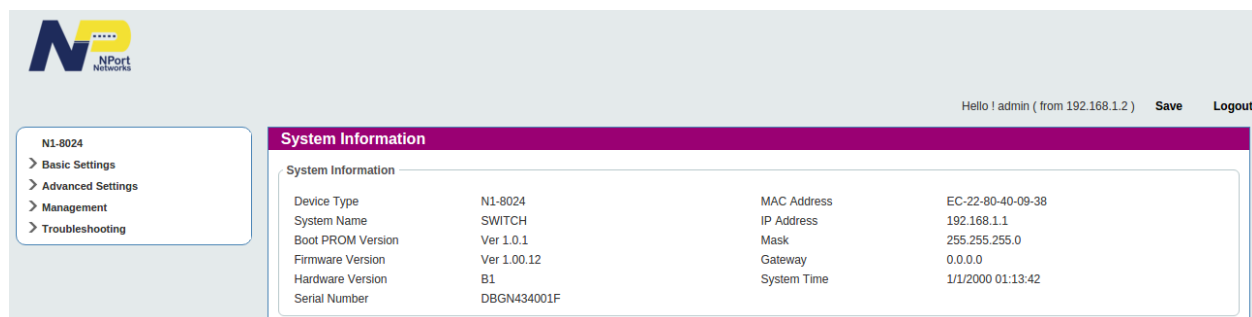 NP
NPort
Networks
Hello ! admin ( from 192.168.1.2 ) Save Logout
N1-8024
Basic Settings
Advanced Settings
Management
Troubleshooting
System Information
System Information
Device Type N1-8024 MAC Address EC-22-80-40-09-38
System Name SWITCH IP Address 192.168.1.1
Boot PROM Version Ver 1.0.1 Mask 255.255.255.0
Firmware Version Ver 1.00.12 Gateway 0.0.0.0
Hardware Version B1 System Time 1/1/2000 01:13:42
Serial Number DBGN434001F